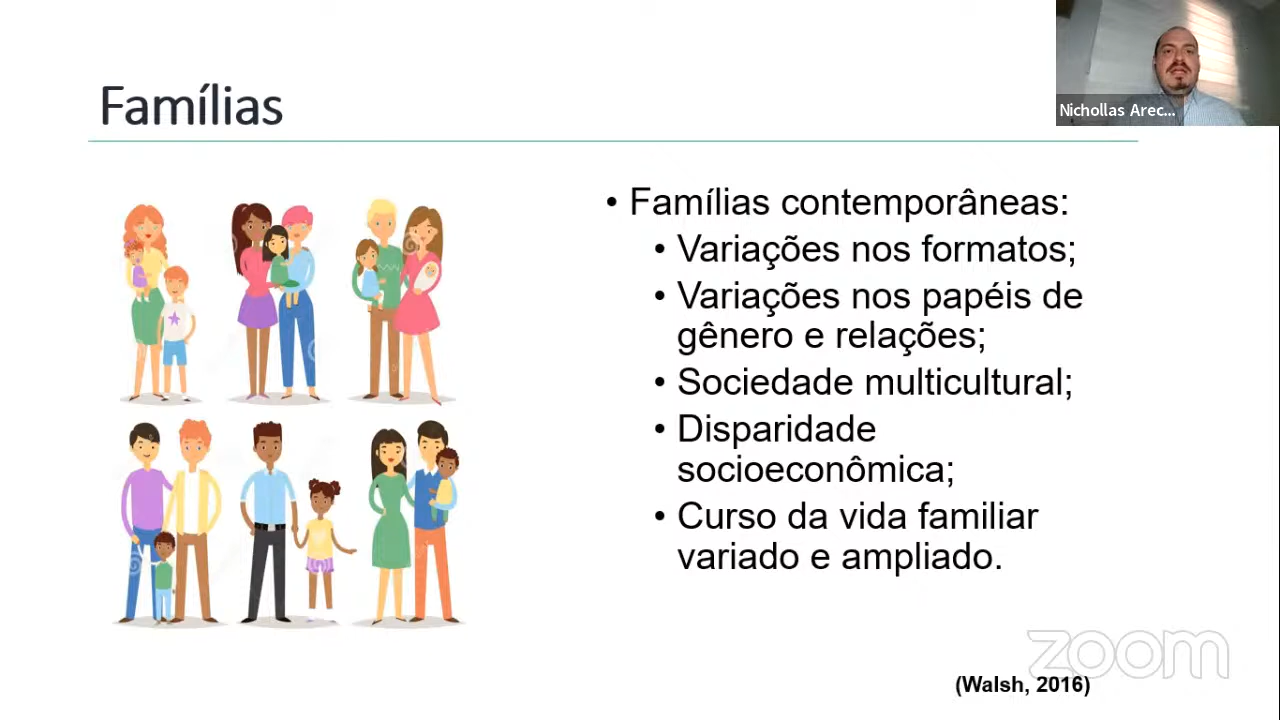 Famílias
Nichollas Arec...
• Famílias contemporâneas:
• Variações nos formatos;
• Variações nos papéis de
gênero e relações;
• Sociedade multicultural;
• Disparidade
socioeconômica;
• Curso da vida familiar
variado e ampliado.
zoom
(Walsh, 2016)